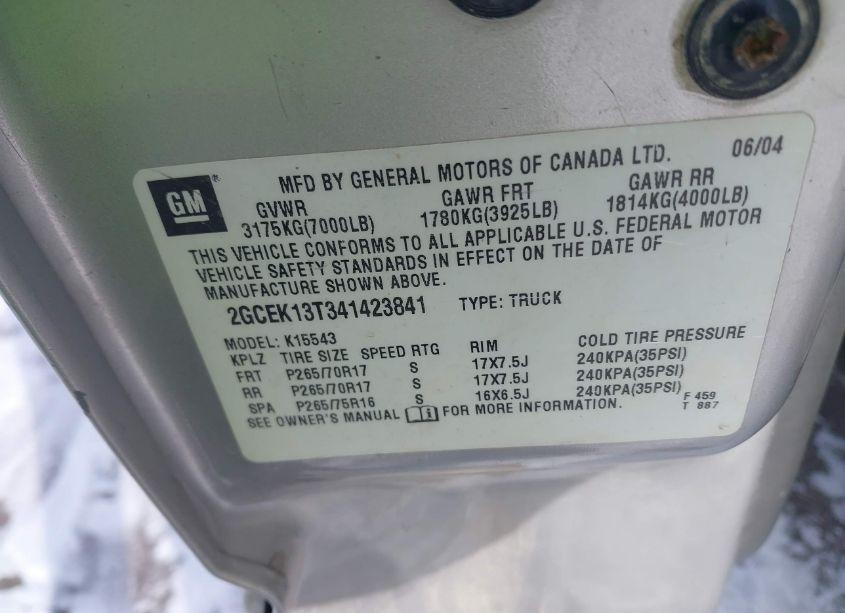 GM®
MFD BY GENERAL MOTORS OF CANADA LTD. 06/04
GVWR GAWR FRT GAWR RR
3175KG(7000LB) 1780KG(3925LB) 1814KG(4000LB)
THIS VEHICLE CONFORMS TO ALL APPLICABLE U.S. FEDERAL MOTOR
VEHICLE SAFETY STANDARDS IN EFFECT ON THE DATE OF
MANUFACTURE SHOWN ABOVE.
2GCEK13T341423841 TYPE: TRUCK
MODEL: K15543
KPLZ TIRE SIZE SPEED RTG RIM COLD TIRE PRESSURE
FRT P265/70R17 S 17X7.5J 240KPA(35PSI)
RR P265/70R17 S 17X7.5J 240KPA(35PSI)
SPA P265/75R16 S 16X6.5J 240KPA(35PSI)
SEE OWNER'S MANUAL FOR MORE INFORMATION. F 459
T 887